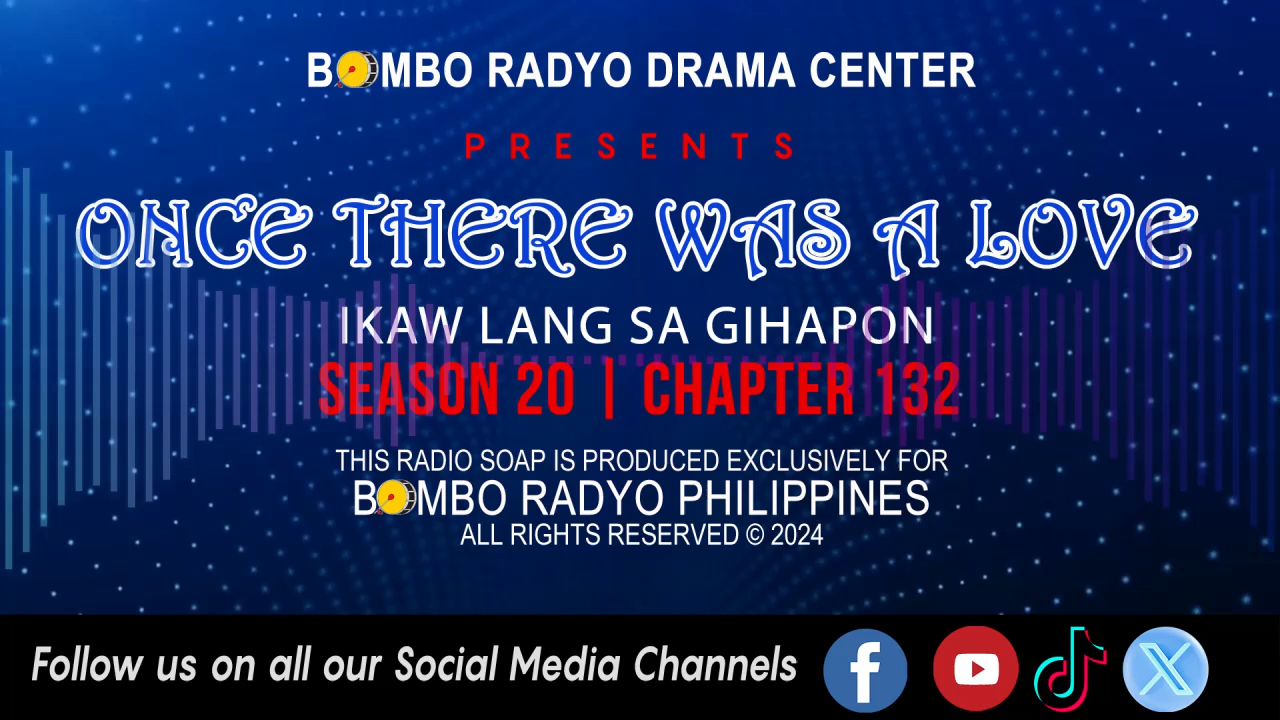 BOMBO RADYO DRAMA CENTER
PRESENTS
ONCE THERE WAS A LOVE
IKAW LANG SA GIHAPON
SEASON 20 | CHAPTER 132
THIS RADIO SOAP IS PRODUCED EXCLUSIVELY FOR
BOMBO RADYO PHILIPPINES
ALL RIGHTS RESERVED © 2024
Follow us on all our Social Media Channels